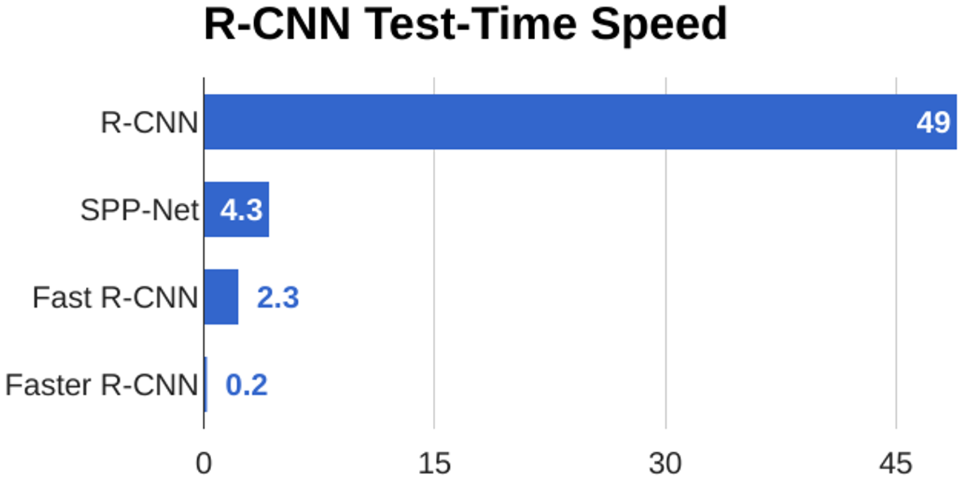 R-CNN Test-Time Speed
R-CNN 49
SPP-Net 4.3
Fast R-CNN 2.3
Faster R-CNN 0.2
0 15 30 45